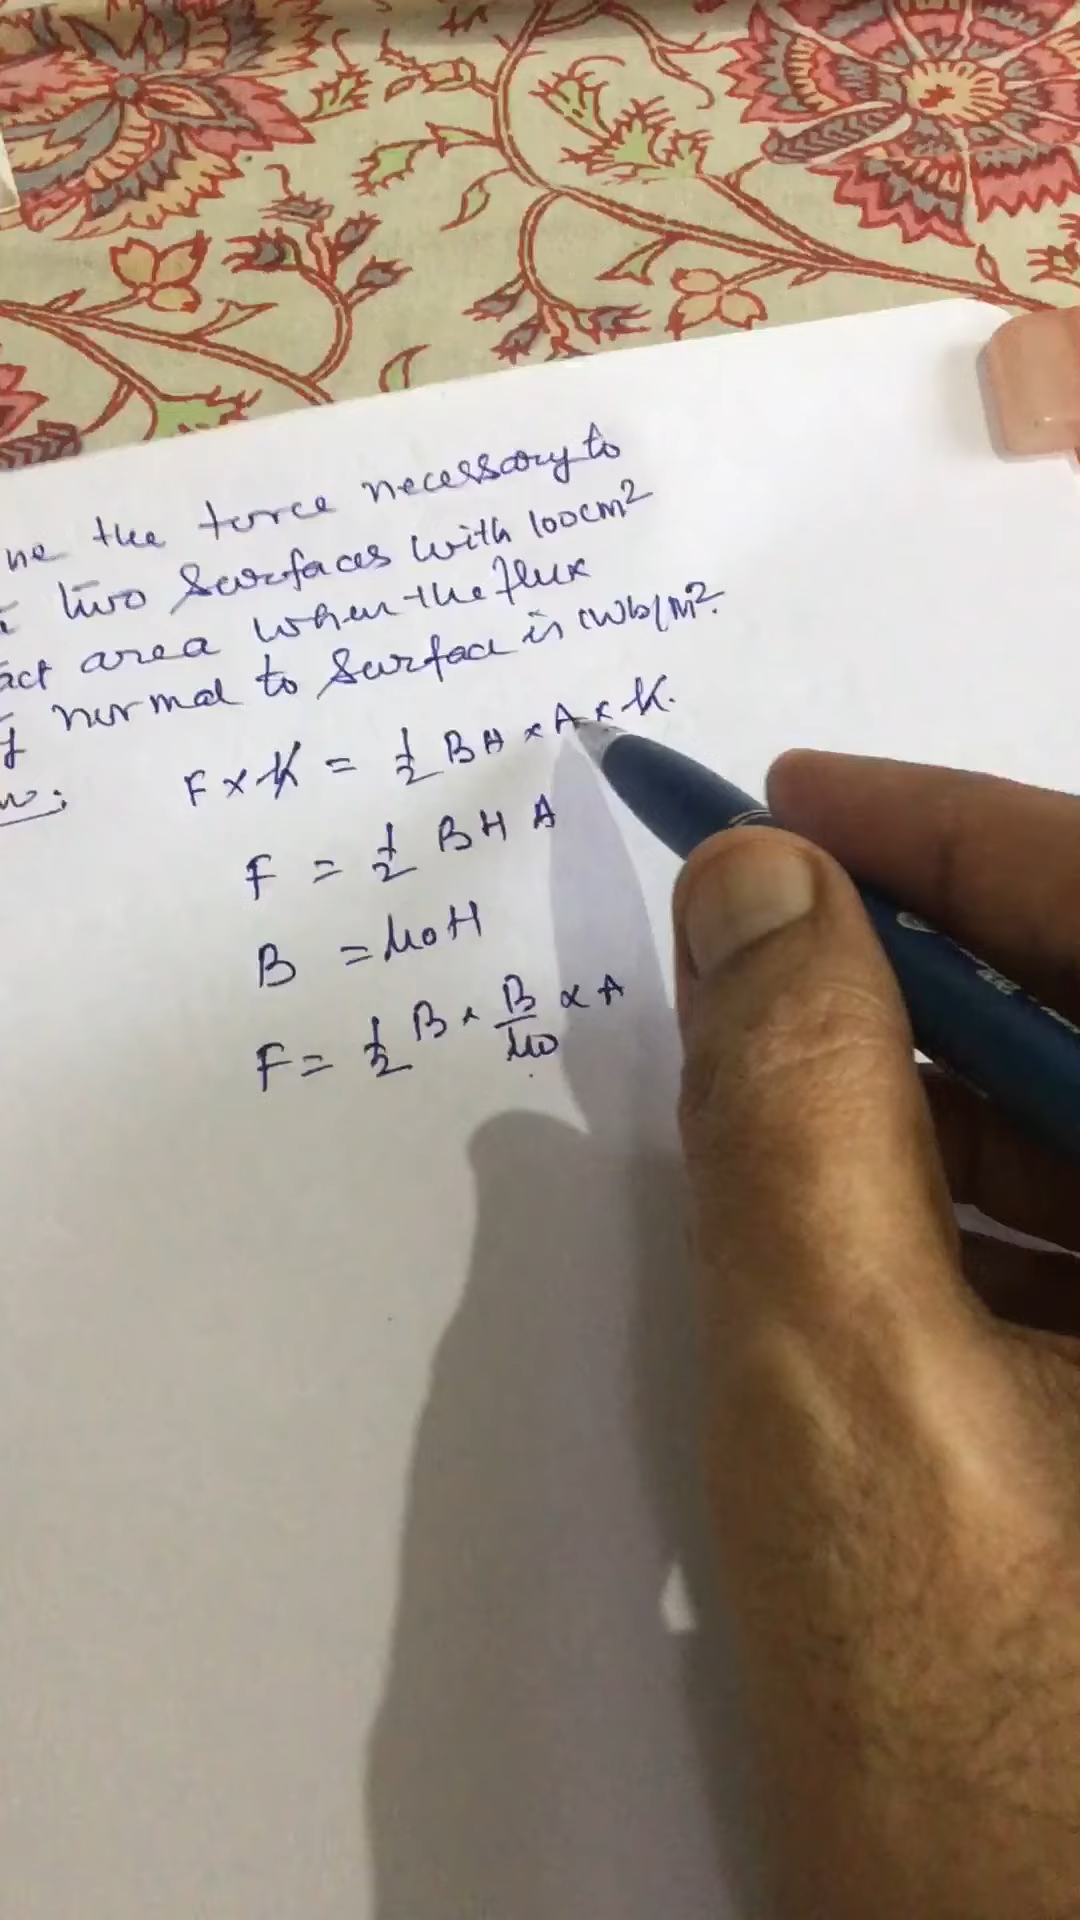 ne the force necessary to
two surfaces with 100cm²
act area when the flux
normal to surface is 1Wb/m².
F × K = 1/2 BH × A × K.
F = 1/2 BH A
B = μ0H
F = 1/2 B × B/μ0 × A